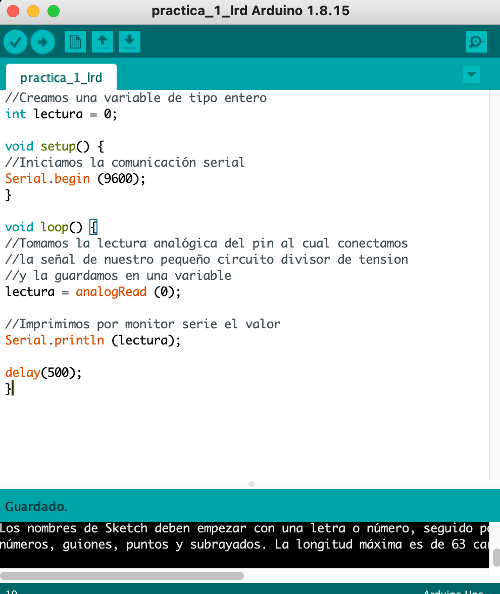 practica_1_lrd Arduino 1.8.15
practica_1_lrd
//Creamos una variable de tipo entero
int lectura = 0;
void setup() {
//Iniciamos la comunicación serial
Serial.begin (9600);
}
void loop() {
//Tomamos la lectura analógica del pin al cual conectamos
//la señal de nuestro pequeño circuito divisor de tension
//y la guardamos en una variable
lectura = analogRead (0);
//Imprimimos por monitor serie el valor
Serial.println (lectura);
delay(500);
}
Guardado.
Los nombres de Sketch deben empezar con una letra o número, seguido
números, guiones, puntos y subrayados. La longitud máxima es de 63
Arduino Uno